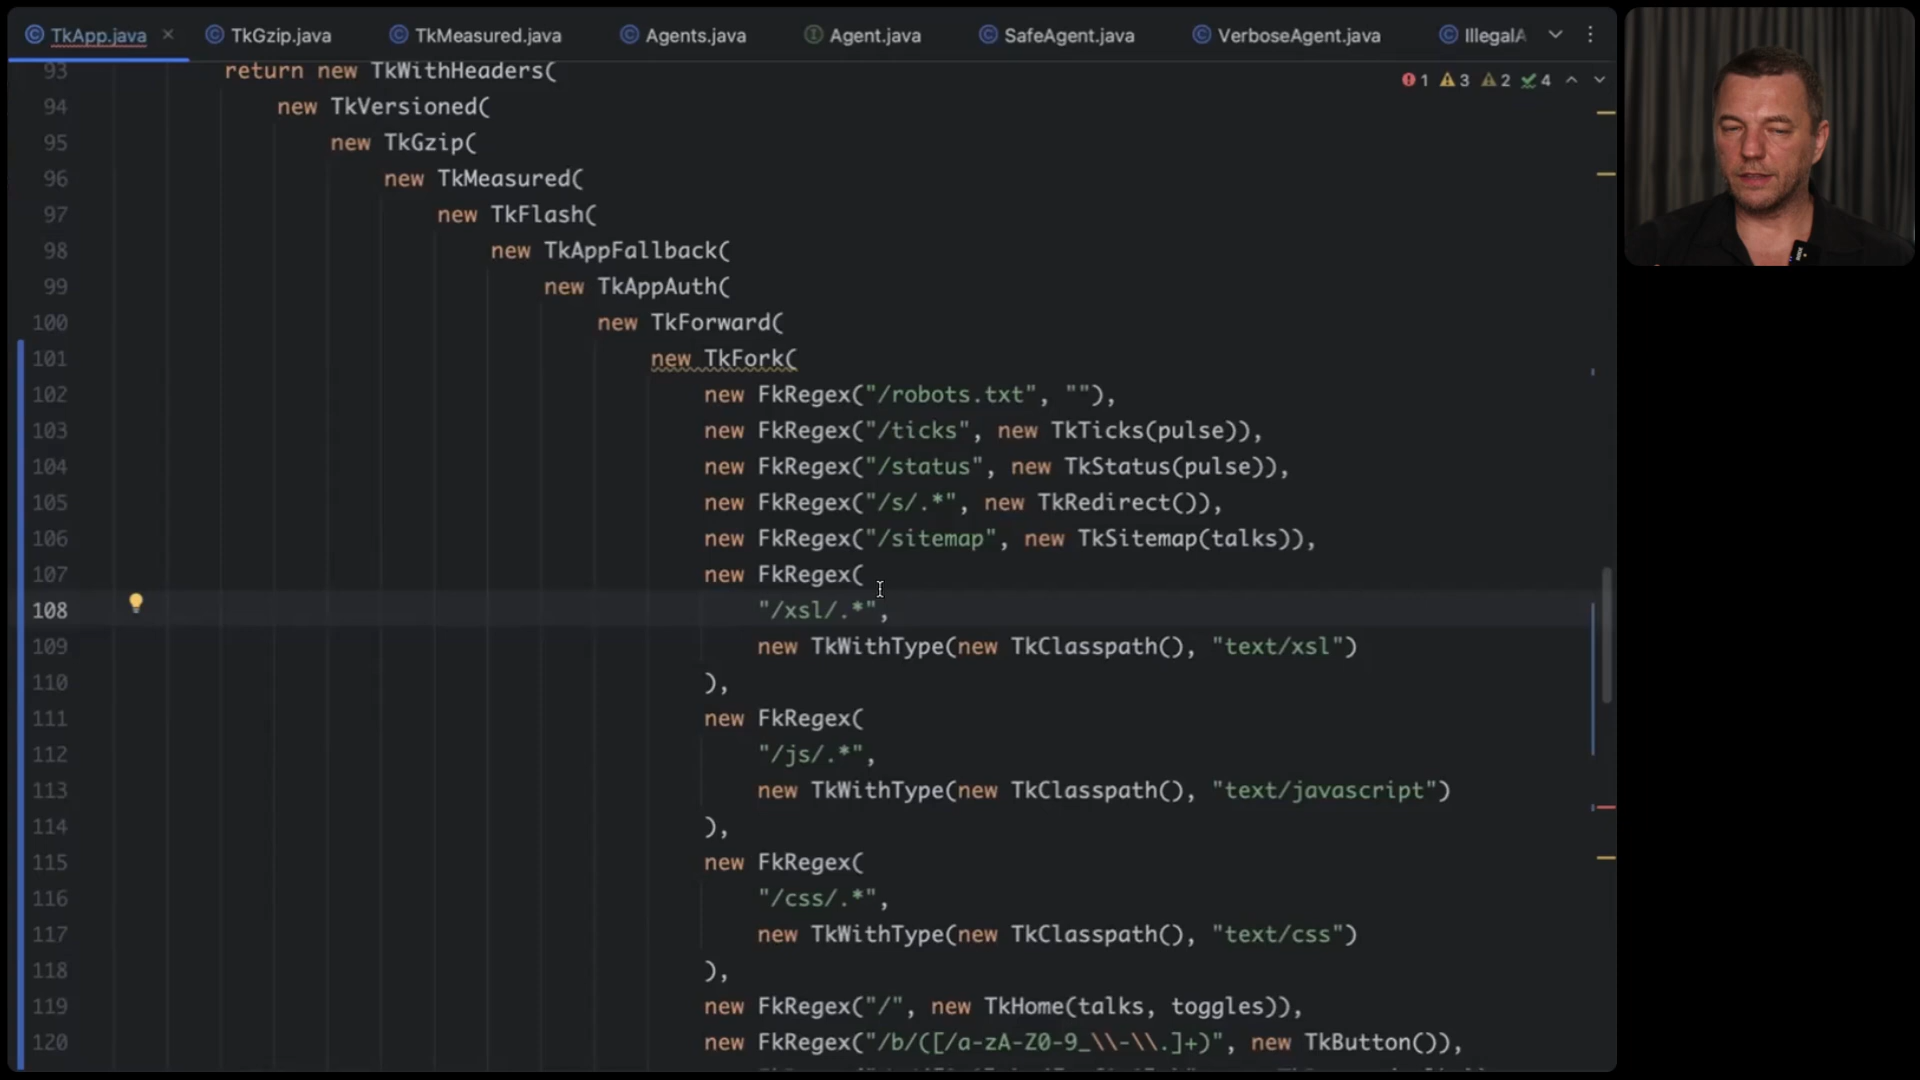 TkApp.java
TkGzip.java
TkMeasured.java
Agents.java
Agent.java
SafeAgent.java
VerboseAgent.java
IllegalA
1 3 2 4
93 return new TkWithHeaders(
94 new TkVersioned(
95 new TkGzip(
96 new TkMeasured(
97 new TkFlash(
98 new TkAppFallback(
99 new TkAppAuth(
100 new TkForward(
101 new TkFork(
102 new FkRegex("/robots.txt", ""),
103 new FkRegex("/ticks", new TkTicks(pulse)),
104 new FkRegex("/status", new TkStatus(pulse)),
105 new FkRegex("/s/.*", new TkRedirect()),
106 new FkRegex("/sitemap", new TkSitemap(talks)),
107 new FkRegex(
108 "/xsl/.*",
109 new TkWithType(new TkClasspath(), "text/xsl")
110 ),
111 new FkRegex(
112 "/js/.*",
113 new TkWithType(new TkClasspath(), "text/javascript")
114 ),
115 new FkRegex(
116 "/css/.*",
117 new TkWithType(new TkClasspath(), "text/css")
118 ),
119 new FkRegex("/", new TkHome(talks, toggles)),
120 new FkRegex("/b/([/a-zA-Z0-9_\\-\\.]+)", new TkButton()),